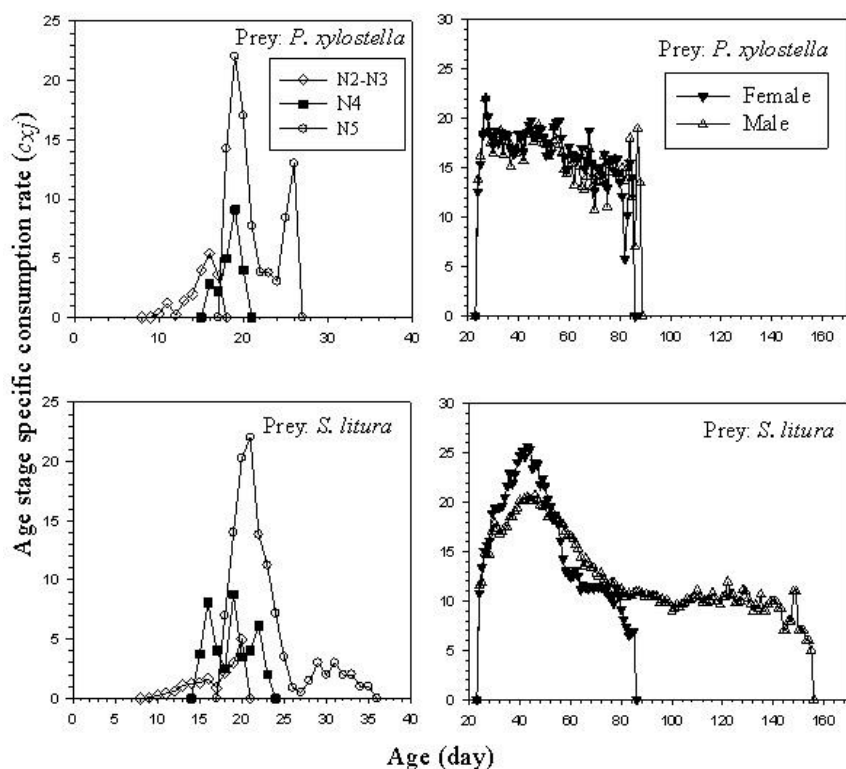 Age stage specific consumption rate (cxj)
Prey: P. xylostella
N2-N3
N4
N5
25
20
15
10
5
0
0 10 20 30 40
Prey: P. xylostella
Female
Male
30
25
20
15
10
5
0
20 40 60 80 100 120 140 160
Prey: S. litura
25
20
15
10
5
0
0 5 10 15 20 25 30 35 40
Prey: S. litura
30
25
20
15
10
5
0
20 40 60 80 100 120 140 160
Age (day)